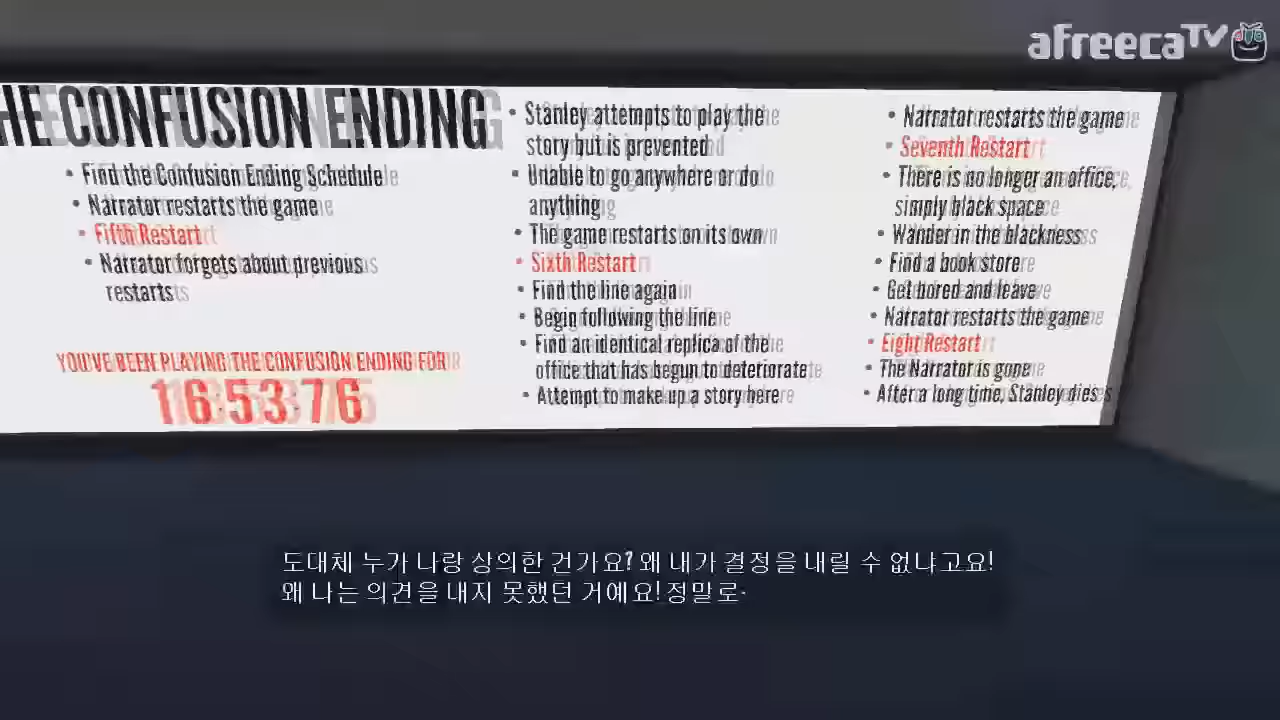 afreecaTV
HE CONFUSION ENDING
• Find the Confusion Ending Schedule
• Narrator restarts the game
• Fifth Restart
• Narrator forgets about previous
restarts
YOU'VE BEEN PLAYING THE CONFUSION ENDING FOR
1:6:53:76
• Stanley attempts to play the
story but is prevented
• Unable to go anywhere or do
anything
• The game restarts on its own
• Sixth Restart
• Find the line again
• Begin following the line
• Find an identical replica of the
office that has begun to deteriorate
• Attempt to make up a story here
• Narrator restarts the game
• Seventh Restart
• There is no longer an office,
simply black space
• Wander in the blackness
• Find a book store
• Get bored and leave
• Narrator restarts the game
• Eight Restart
• The Narrator is gone
• After a long time, Stanley dies
도대체 누가 나랑 상의한 건가요? 왜 내가 결정을 내릴 수 없냐고요!
왜 나는 의견을 내지 못했던 거예요! 정말로-